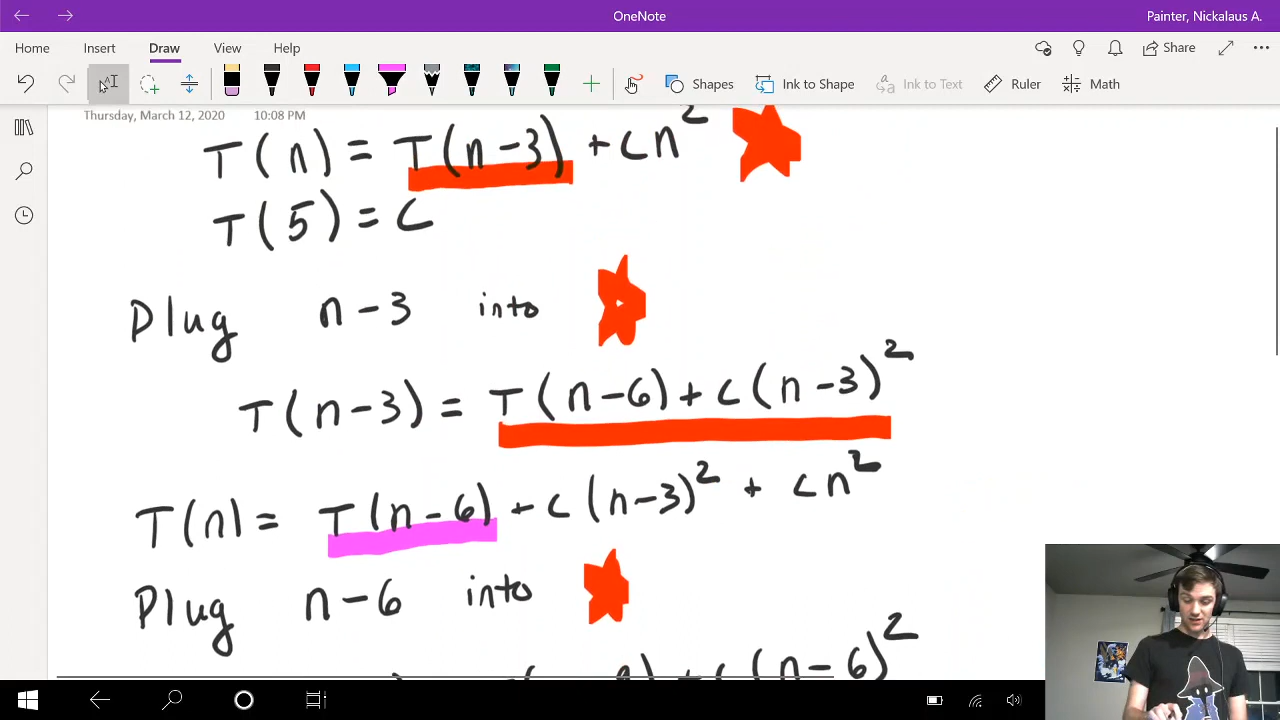 OneNote
Painter, Nickalaus A.
Home Insert Draw View Help
Share
Shapes Ink to Shape Ink to Text Ruler Math
Thursday, March 12, 2020 10:08 PM
T(n) = T(n-3) + cn²
T(5) = C
Plug n-3 into
T(n-3) = T(n-6) + c(n-3)²
T(n) = T(n-6) + c(n-3)² + cn²
Plug n-6 into
(n-6)²